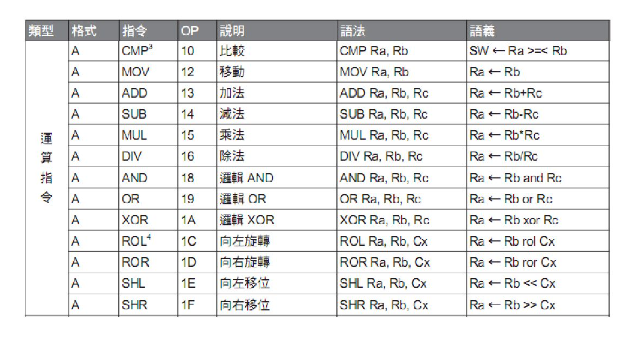 類型 格式 指令 OP 說明 語法 語義
A CMP³ 10 比較 CMP Ra, Rb SW ← Ra >=< Rb
A MOV 12 移動 MOV Ra, Rb Ra ← Rb
A ADD 13 加法 ADD Ra, Rb, Rc Ra ← Rb+Rc
A SUB 14 減法 SUB Ra, Rb, Rc Ra ← Rb-Rc
運算指令 A MUL 15 乘法 MUL Ra, Rb, Rc Ra ← Rb*Rc
A DIV 16 除法 DIV Ra, Rb, Rc Ra ← Rb/Rc
A AND 18 邏輯 AND AND Ra, Rb, Rc Ra ← Rb and Rc
A OR 19 邏輯 OR OR Ra, Rb, Rc Ra ← Rb or Rc
A XOR 1A 邏輯 XOR XOR Ra, Rb, Rc Ra ← Rb xor Rc
A ROL⁴ 1C 向左旋轉 ROL Ra, Rb, Cx Ra ← Rb rol Cx
A ROR 1D 向右旋轉 ROR Ra, Rb, Cx Ra ← Rb ror Cx
A SHL 1E 向左移位 SHL Ra, Rb, Cx Ra ← Rb << Cx
A SHR 1F 向右移位 SHR Ra, Rb, Cx Ra ← Rb >> Cx